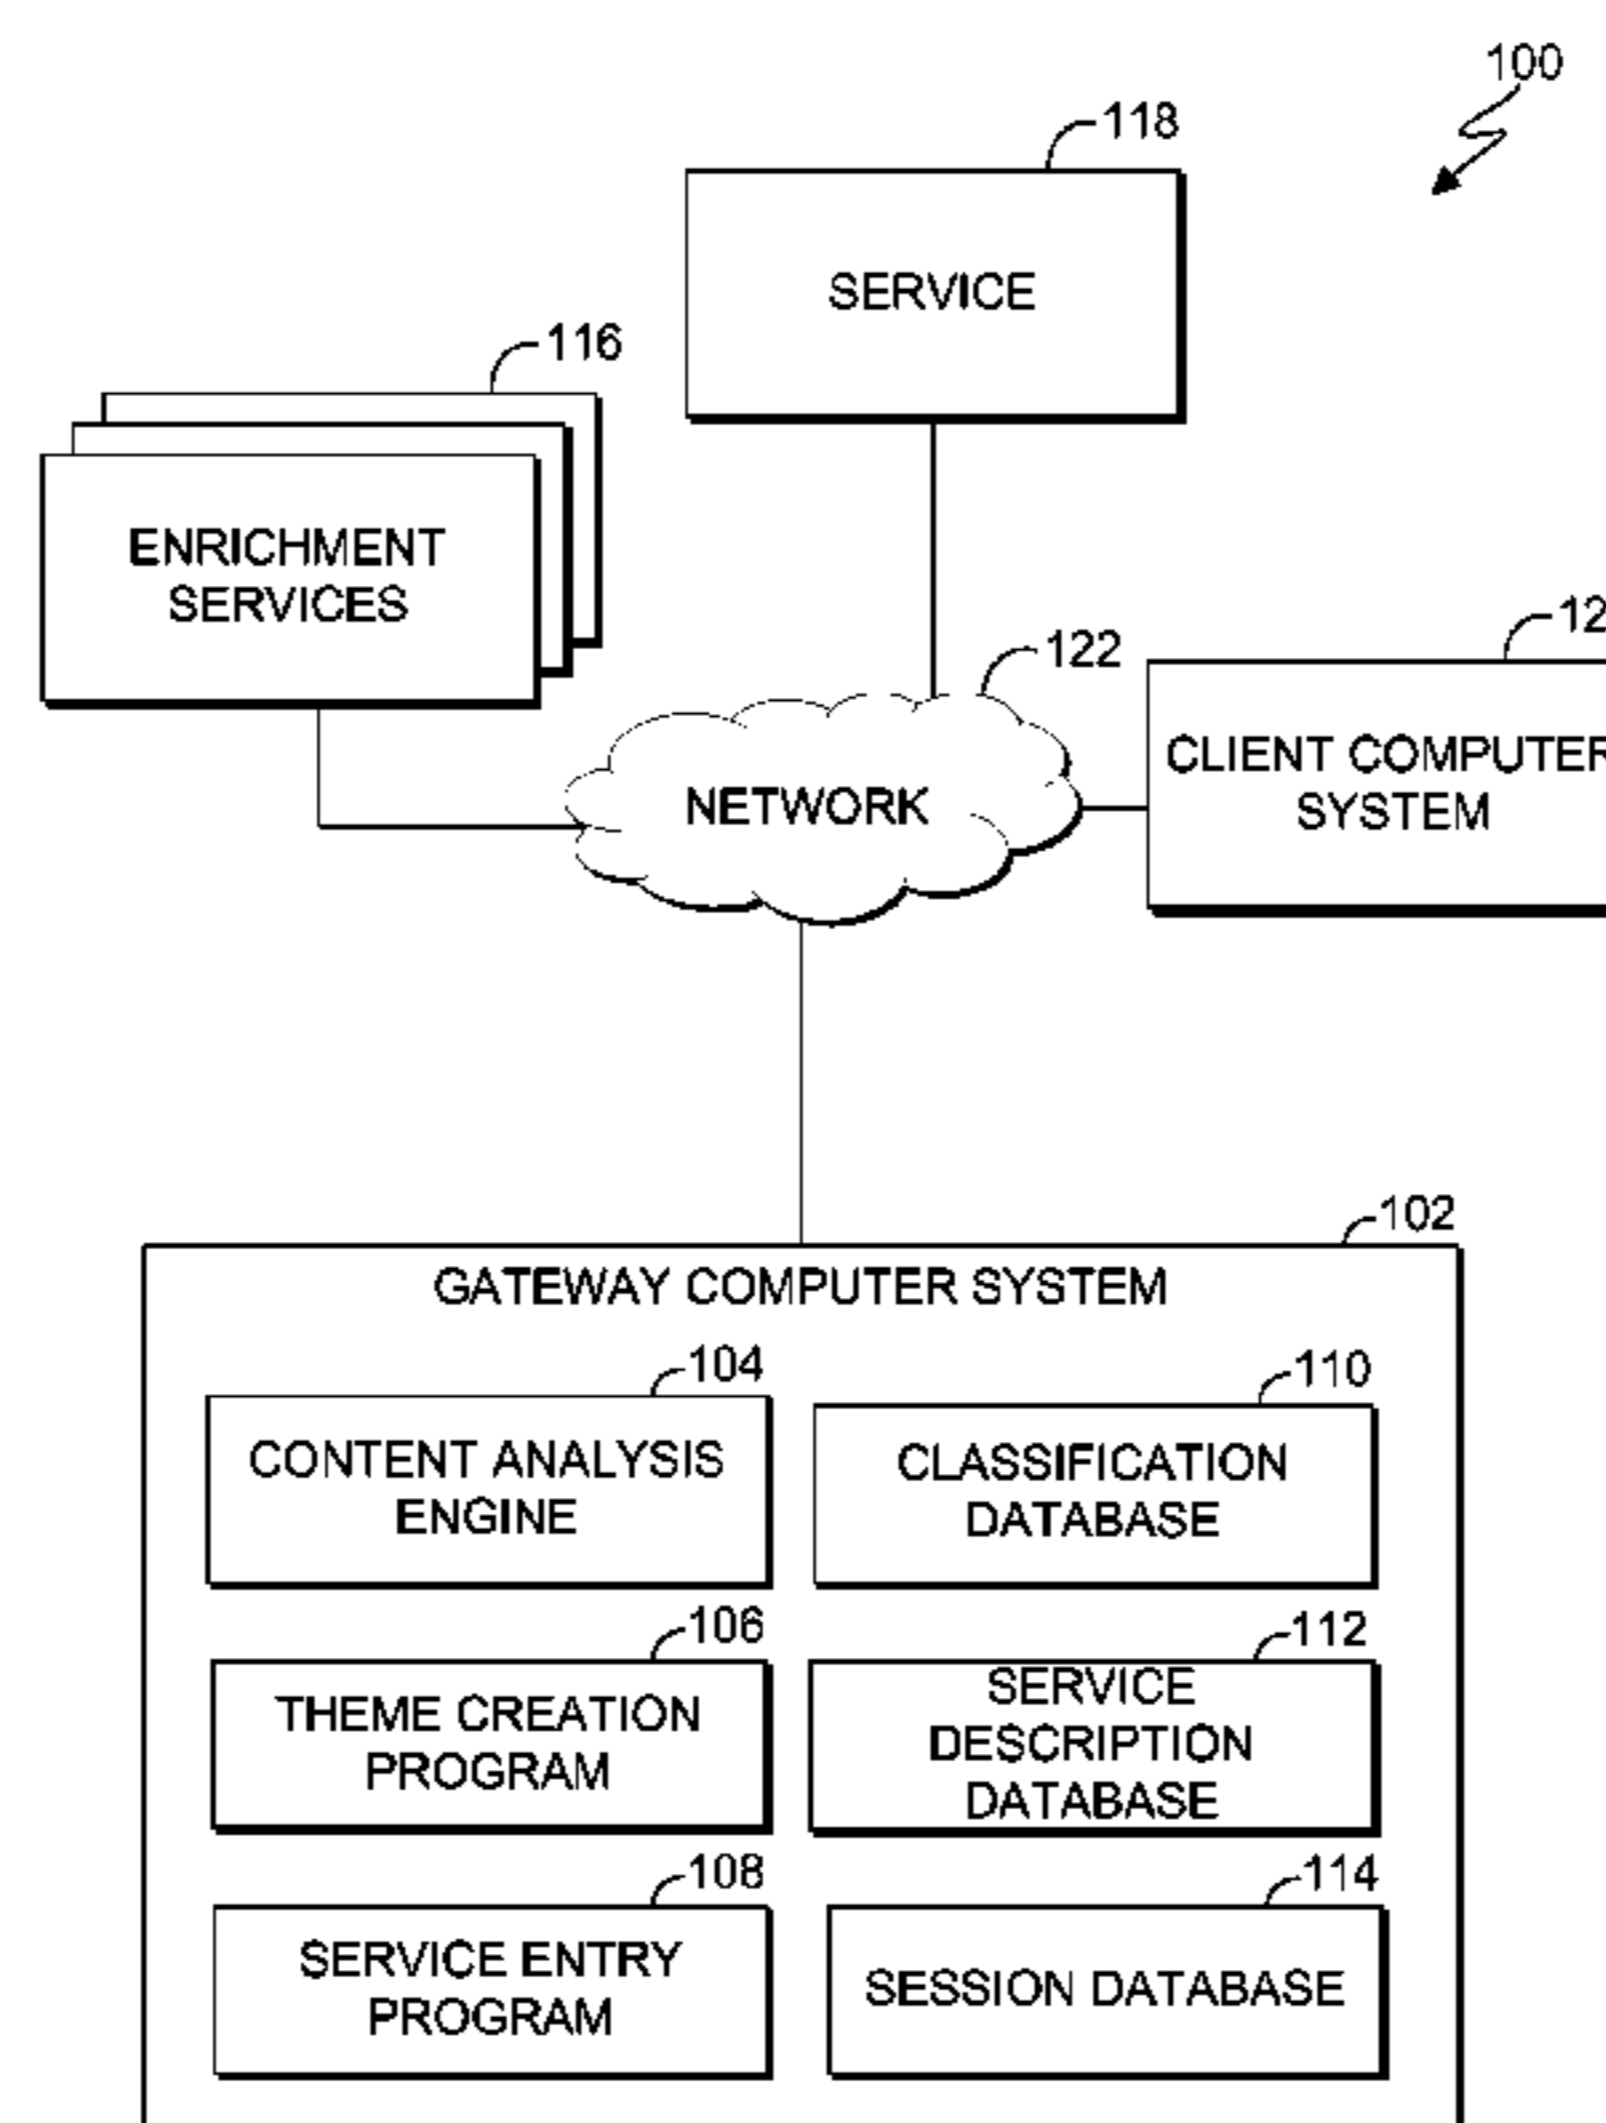 100
118
SERVICE
116
ENRICHMENT
SERVICES
122
NETWORK
CLIENT COMPUTER
SYSTEM
102
GATEWAY COMPUTER SYSTEM
104
CONTENT ANALYSIS
ENGINE
110
CLASSIFICATION
DATABASE
106
THEME CREATION
PROGRAM
112
SERVICE
DESCRIPTION
DATABASE
108
SERVICE ENTRY
PROGRAM
114
SESSION DATABASE